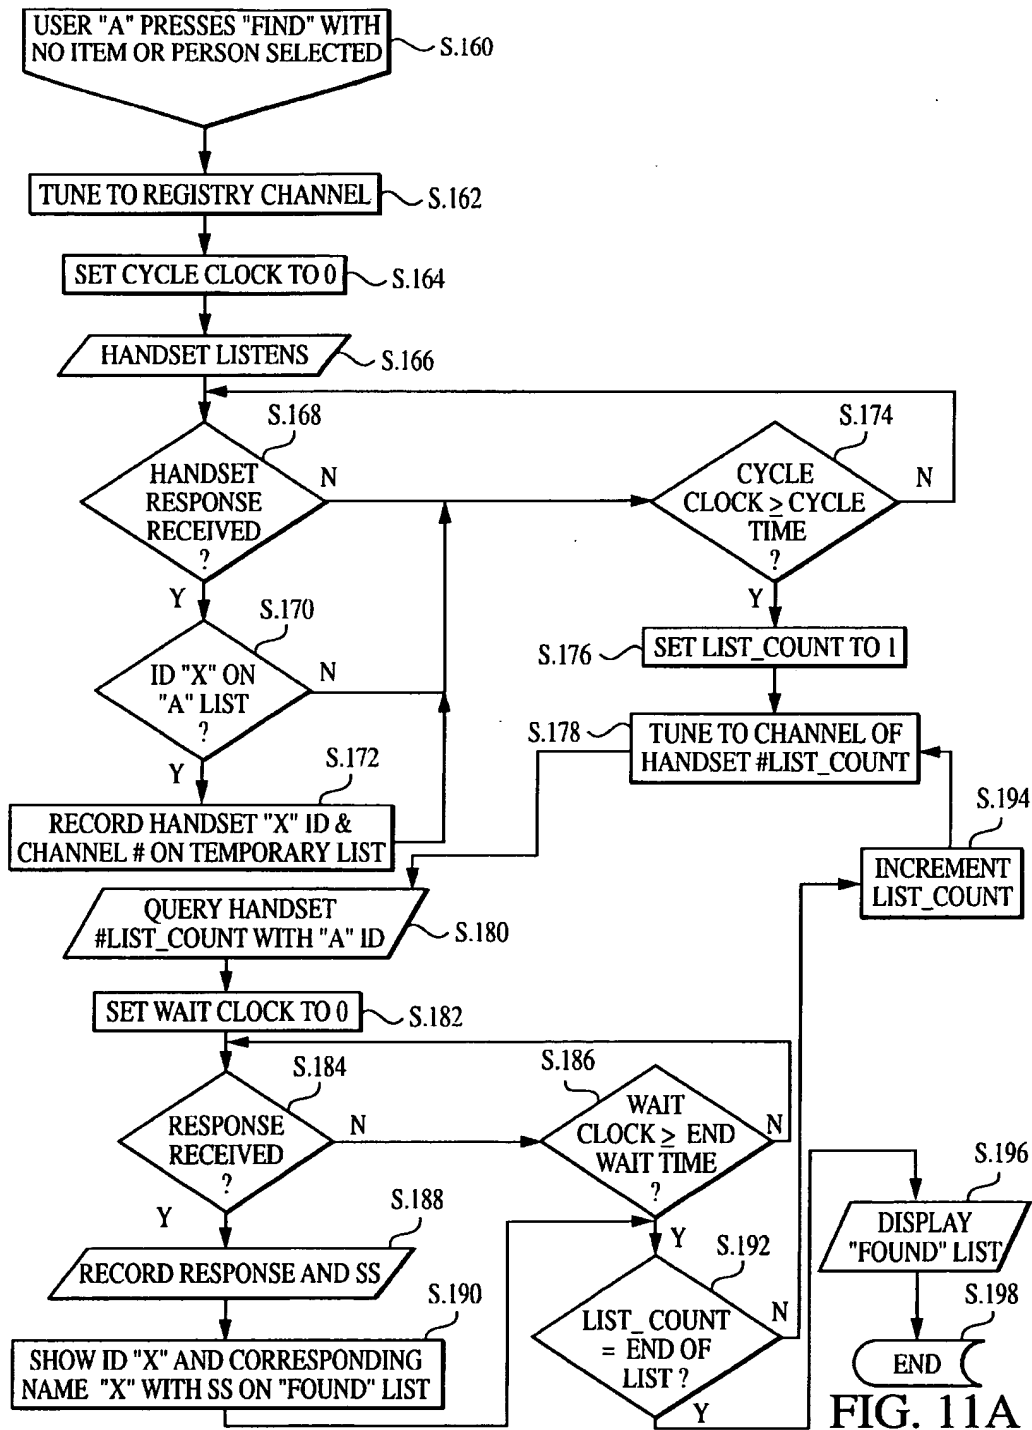 USER "A" PRESSES "FIND" WITH
NO ITEM OR PERSON SELECTED
S.160
TUNE TO REGISTRY CHANNEL
S.162
SET CYCLE CLOCK TO 0
S.164
HANDSET LISTENS
S.166
S.168
HANDSET
RESPONSE
RECEIVED
?
N
Y
S.174
CYCLE
CLOCK ≥ CYCLE
TIME
?
N
Y
S.170
ID "X" ON
"A" LIST
?
N
Y
S.176
SET LIST_COUNT TO 1
S.178
TUNE TO CHANNEL OF
HANDSET #LIST_COUNT
S.172
RECORD HANDSET "X" ID &
CHANNEL # ON TEMPORARY LIST
S.194
INCREMENT
LIST_COUNT
QUERY HANDSET
#LIST_COUNT WITH "A" ID
S.180
SET WAIT CLOCK TO 0
S.182
S.184
RESPONSE
RECEIVED
?
N
Y
S.186
WAIT
CLOCK ≥ END
WAIT TIME
?
N
Y
S.188
RECORD RESPONSE AND SS
S.190
SHOW ID "X" AND CORRESPONDING
NAME "X" WITH SS ON "FOUND" LIST
S.192
LIST_ COUNT
= END OF
LIST ?
N
Y
S.196
DISPLAY
"FOUND" LIST
S.198
END
FIG. 11A